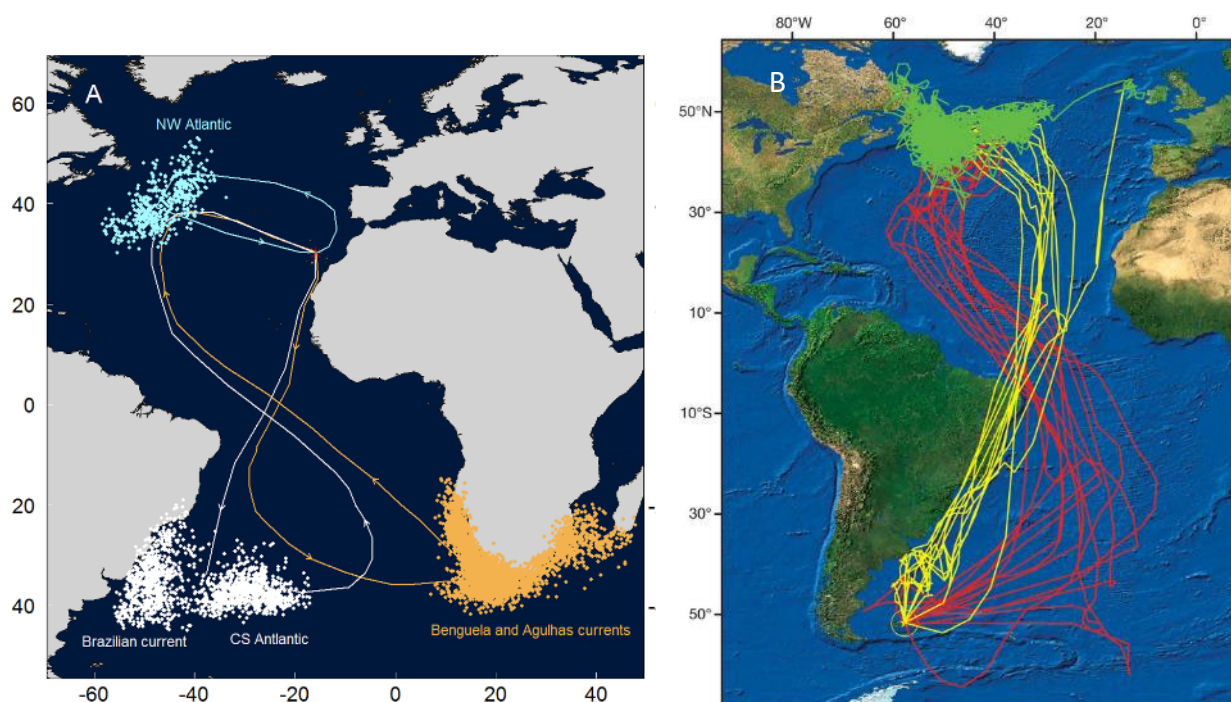 A
NW Atlantic
Brazilian current
CS Antlantic
Benguela and Agulhas currents
60
40
20
0
20
40
-60
-40
-20
0
20
40
B
80°W
60°
40°
20°
0°
50°N
30°
10°
10°S
30°
50°